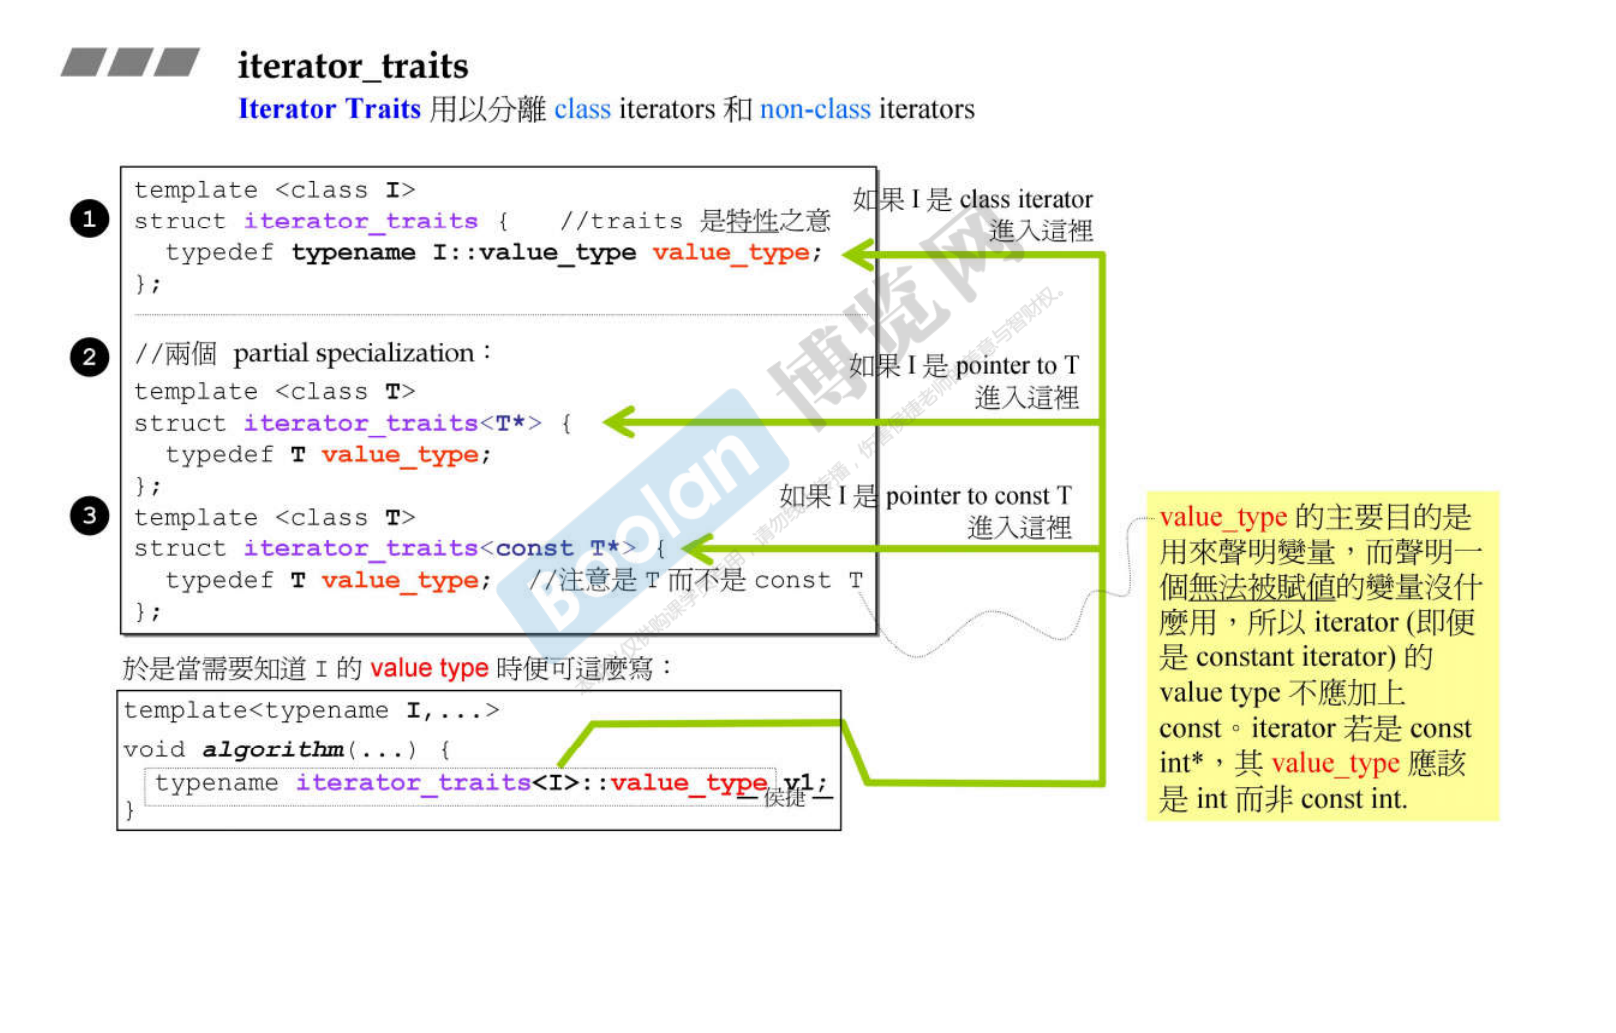 iterator_traits
Iterator Traits 用以分離 class iterators 和 non-class iterators
1
template <class I>
struct iterator_traits { //traits 是特性之意
typedef typename I::value_type value_type;
};
如果 I 是 class iterator
進入這裡
2
//兩個 partial specialization：
template <class T>
struct iterator_traits<T*> {
typedef T value_type;
};
如果 I 是 pointer to T
進入這裡
3
template <class T>
struct iterator_traits<const T*> {
typedef T value_type; //注意是 T 而不是 const T
};
如果 I 是 pointer to const T
進入這裡
value_type 的主要目的是
用來聲明變量，而聲明一
個無法被賦值的變量沒什
麼用，所以 iterator (即便
是 constant iterator) 的
value type 不應加上
const。iterator 若是 const
int*，其 value_type 應該
是 int 而非 const int.
於是當需要知道 I 的 value type 時便可這麼寫：
template<typename I,...>
void algorithm(...) {
typename iterator_traits<I>::value_type v1;
}
— 侯捷 —
Boolan
博览网